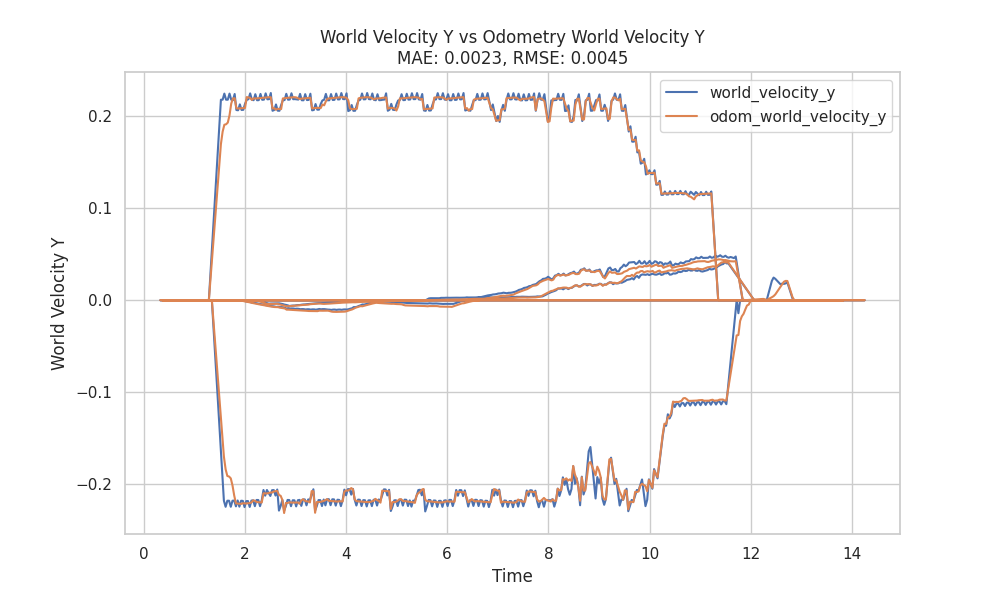 World Velocity Y vs Odometry World Velocity Y
MAE: 0.0023, RMSE: 0.0045
world_velocity_y
odom_world_velocity_y
World Velocity Y
0.2
0.1
0.0
−0.1
−0.2
0 2 4 6 8 10 12 14
Time